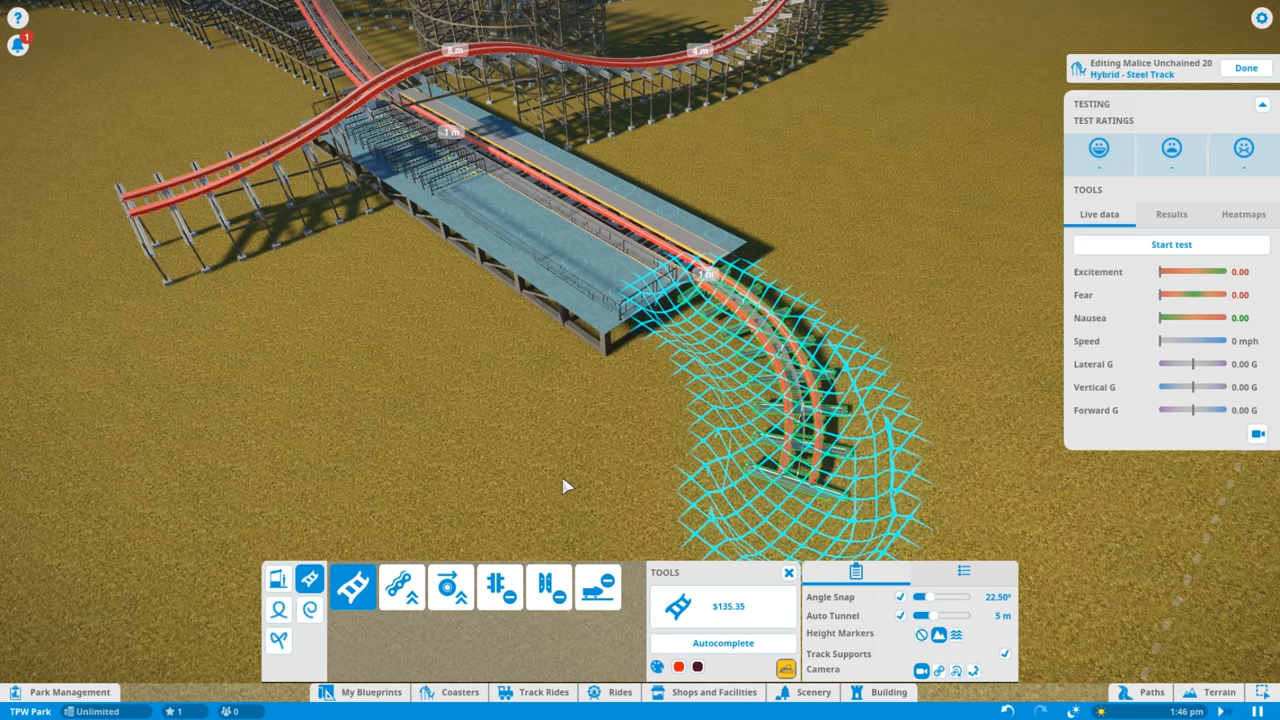 ?
1
8 m
4 m
1 m
1 m
Editing Malice Unchained 20
Hybrid - Steel Track
Done
TESTING
TEST RATINGS
- - -
TOOLS
Live data Results Heatmaps
Start test
Excitement 0.00
Fear 0.00
Nausea 0.00
Speed 0 mph
Lateral G 0.00 G
Vertical G 0.00 G
Forward G 0.00 G
TOOLS
$135.35
Autocomplete
Angle Snap 22.50°
Auto Tunnel 5 m
Height Markers
Track Supports
Camera
Park Management My Blueprints Coasters Track Rides Rides Shops and Facilities Scenery Building Paths Terrain
TPW Park Unlimited 1 0 1:46 pm